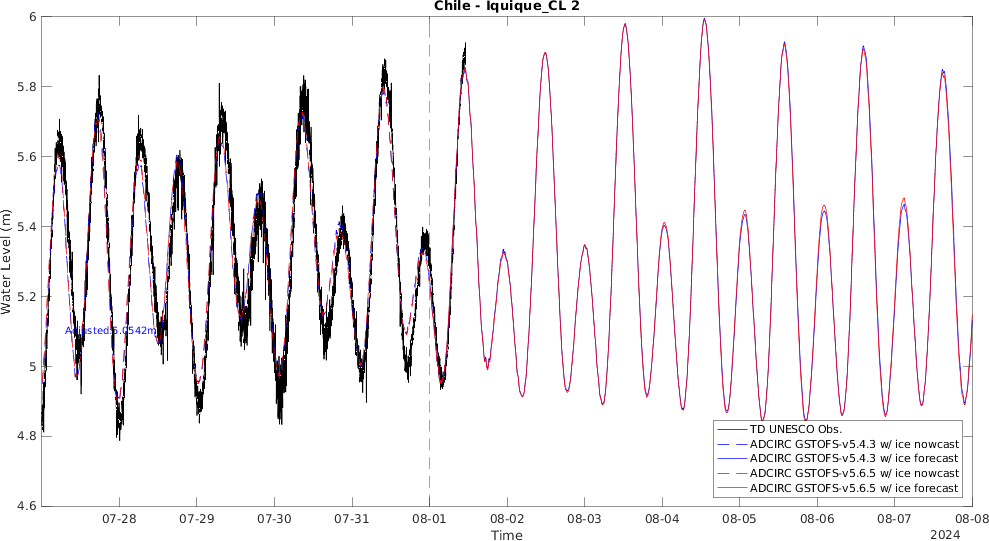 Chile - Iquique_CL 2
6
5.8
5.6
5.4
5.2
5
4.8
4.6
Water Level (m)
Adjusted:5.0542m
TD UNESCO Obs.
ADCIRC GSTOFS-v5.4.3 w/ ice nowcast
ADCIRC GSTOFS-v5.4.3 w/ ice forecast
ADCIRC GSTOFS-v5.6.5 w/ ice nowcast
ADCIRC GSTOFS-v5.6.5 w/ ice forecast
07-28 07-29 07-30 07-31 08-01 08-02 08-03 08-04 08-05 08-06 08-07 08-08
Time
2024